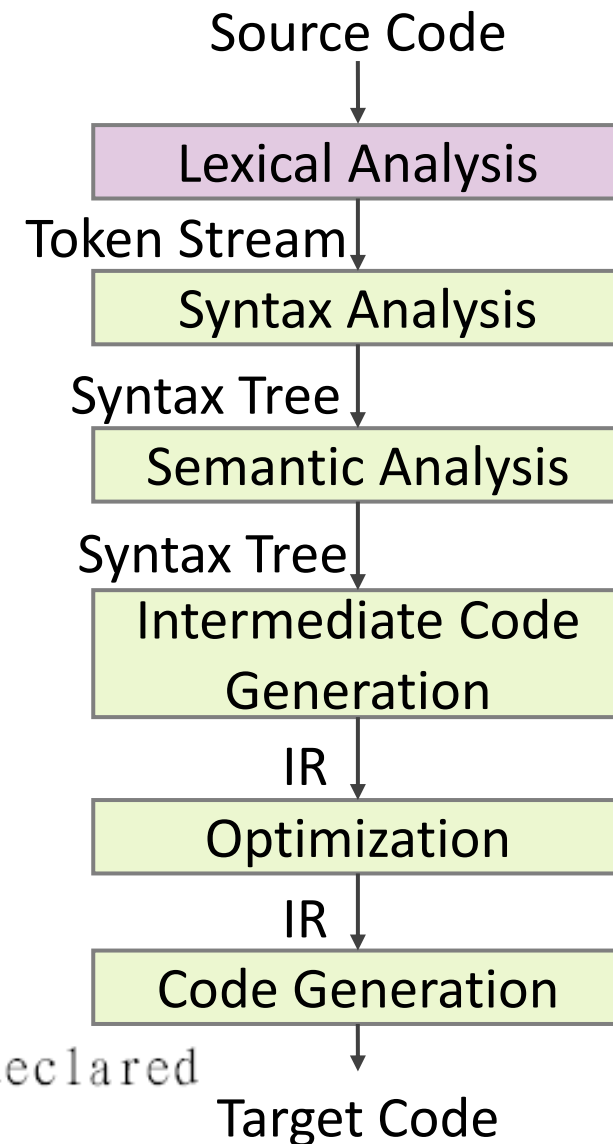 Source Code
Lexical Analysis
Token Stream
Syntax Analysis
Syntax Tree
Semantic Analysis
Syntax Tree
Intermediate Code
Generation
IR
Optimization
IR
Code Generation
eclared
Target Code